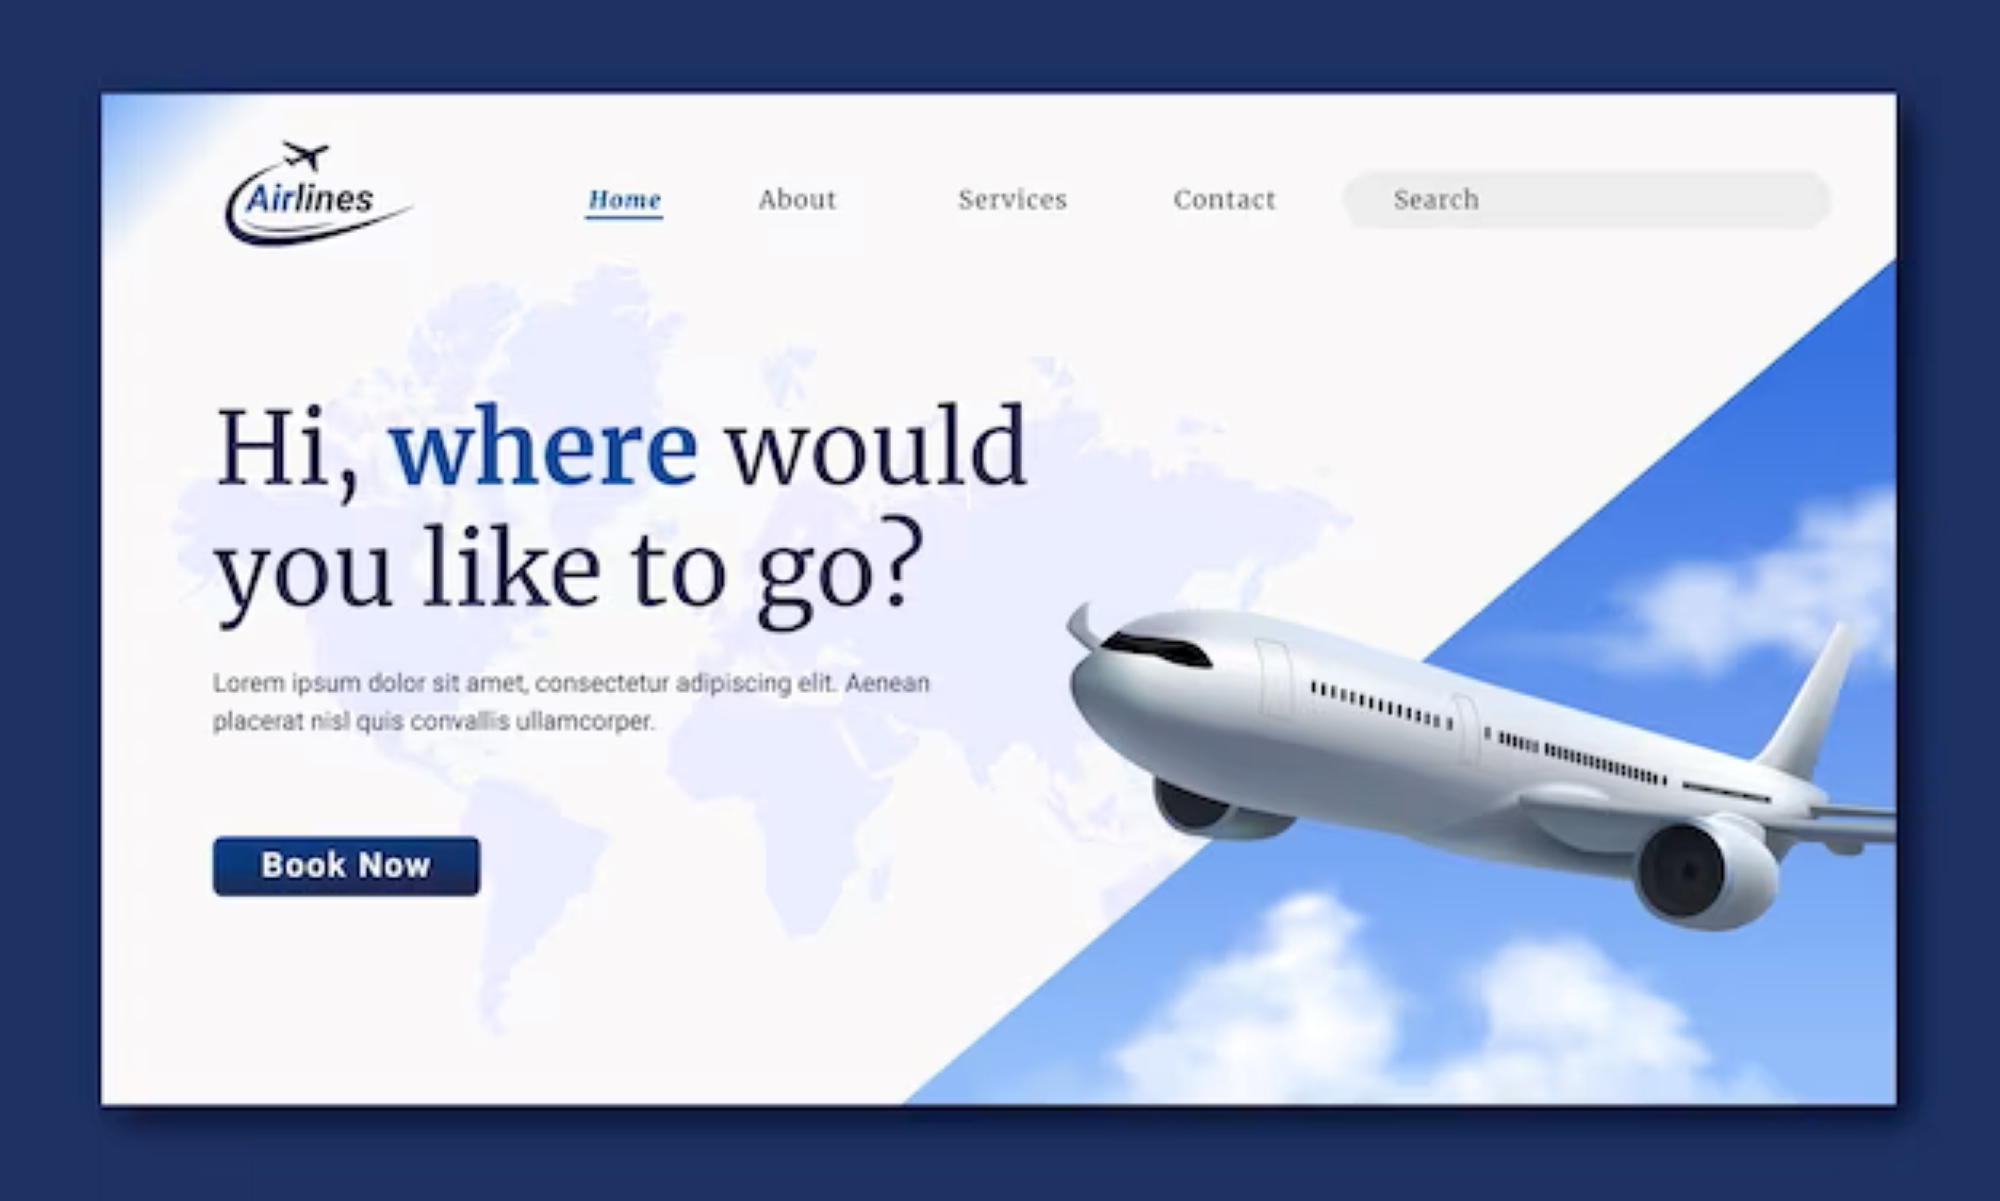 Airlines
Home About Services Contact Search
Hi, where would
you like to go?
Lorem ipsum dolor sit amet, consectetur adipiscing elit. Aenean
placerat nisl quis convallis ullamcorper.
Book Now